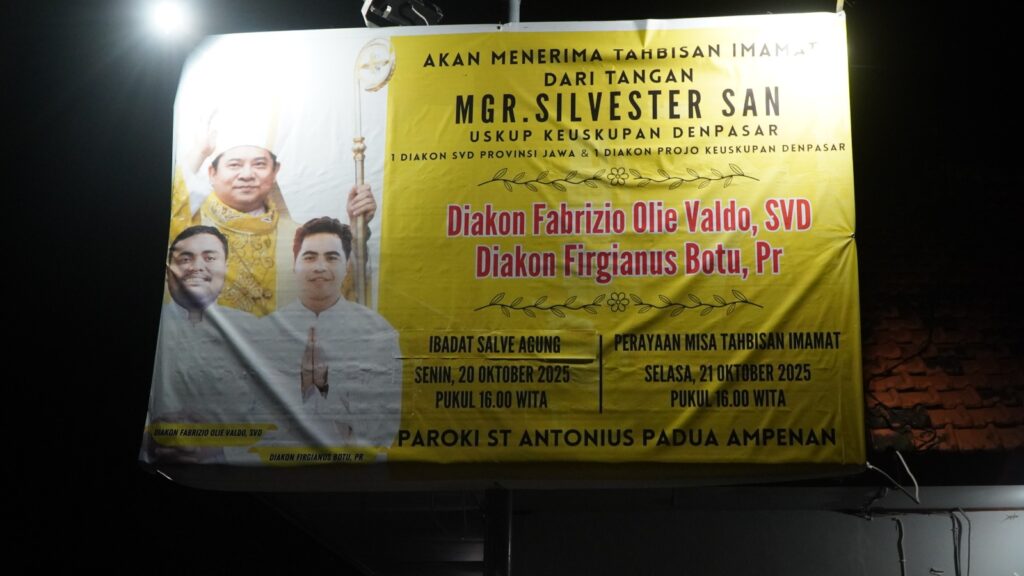 AKAN MENERIMA TAHBISAN IMAMAT
DARI TANGAN
MGR.SILVESTER SAN
USKUP KEUSKUPAN DENPASAR
1 DIAKON SVD PROVINSI JAWA & 1 DIAKON PROJO KEUSKUPAN DENPASAR
Diakon Fabrizio Olie Valdo, SVD
Diakon Firgianus Botu, Pr
IBADAT SALVE AGUNG
SENIN, 20 OKTOBER 2025
PUKUL 16.00 WITA
PERAYAAN MISA TAHBISAN IMAMAT
SELASA, 21 OKTOBER 2025
PUKUL 16.00 WITA
DIAKON FABRIZIO OLIE VALDO, SVD
DIAKON FIRGIANUS BOTU, PR
PAROKI ST ANTONIUS PADUA AMPENAN